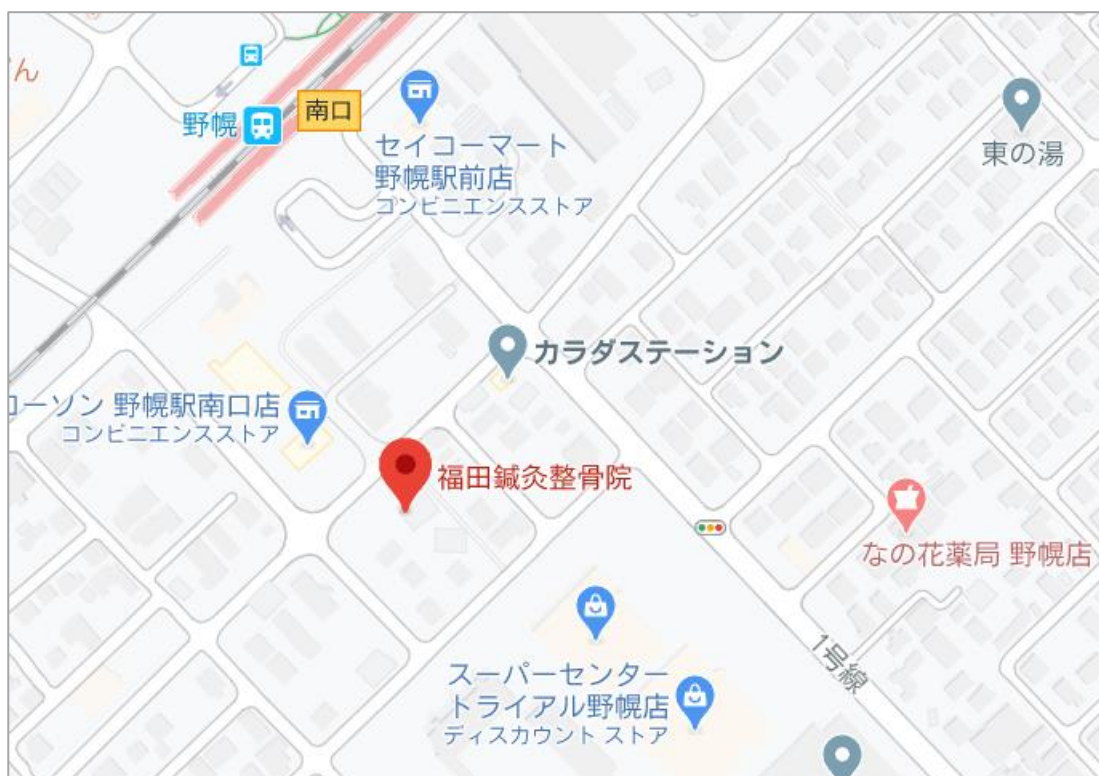 ん
南口
野幌
セイコーマート
野幌駅前店
コンビニエンスストア
東の湯
カラダステーション
ローソン 野幌駅南口店
コンビニエンスストア
福田鍼灸整骨院
なの花薬局 野幌店
1号線
スーパーセンター
トライアル野幌店
ディスカウント ストア